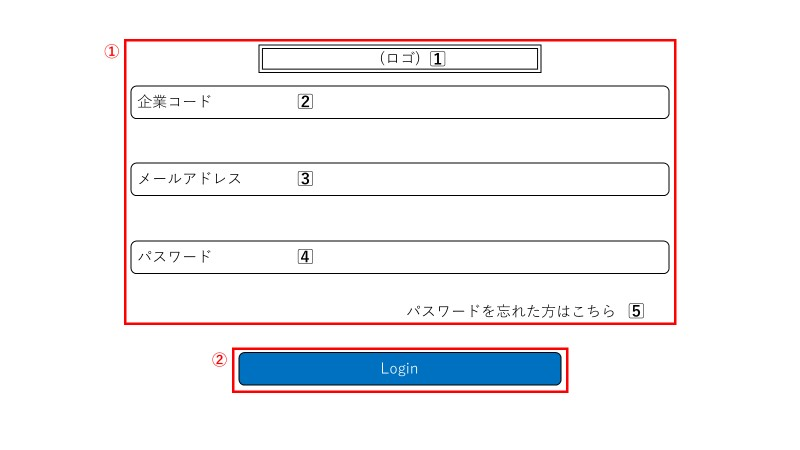 ①
(ロゴ) 1
企業コード 2
メールアドレス 3
パスワード 4
パスワードを忘れた方はこちら 5
②
Login